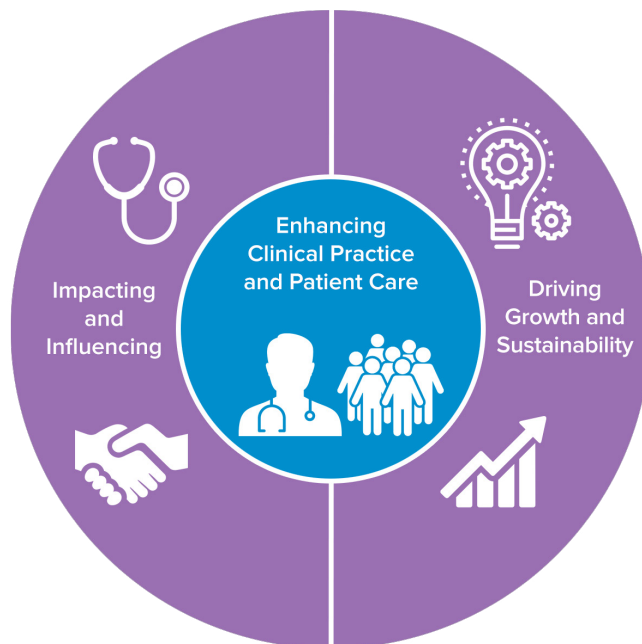 Enhancing
Clinical Practice
and Patient Care
Impacting
and
Influencing
Driving
Growth and
Sustainability